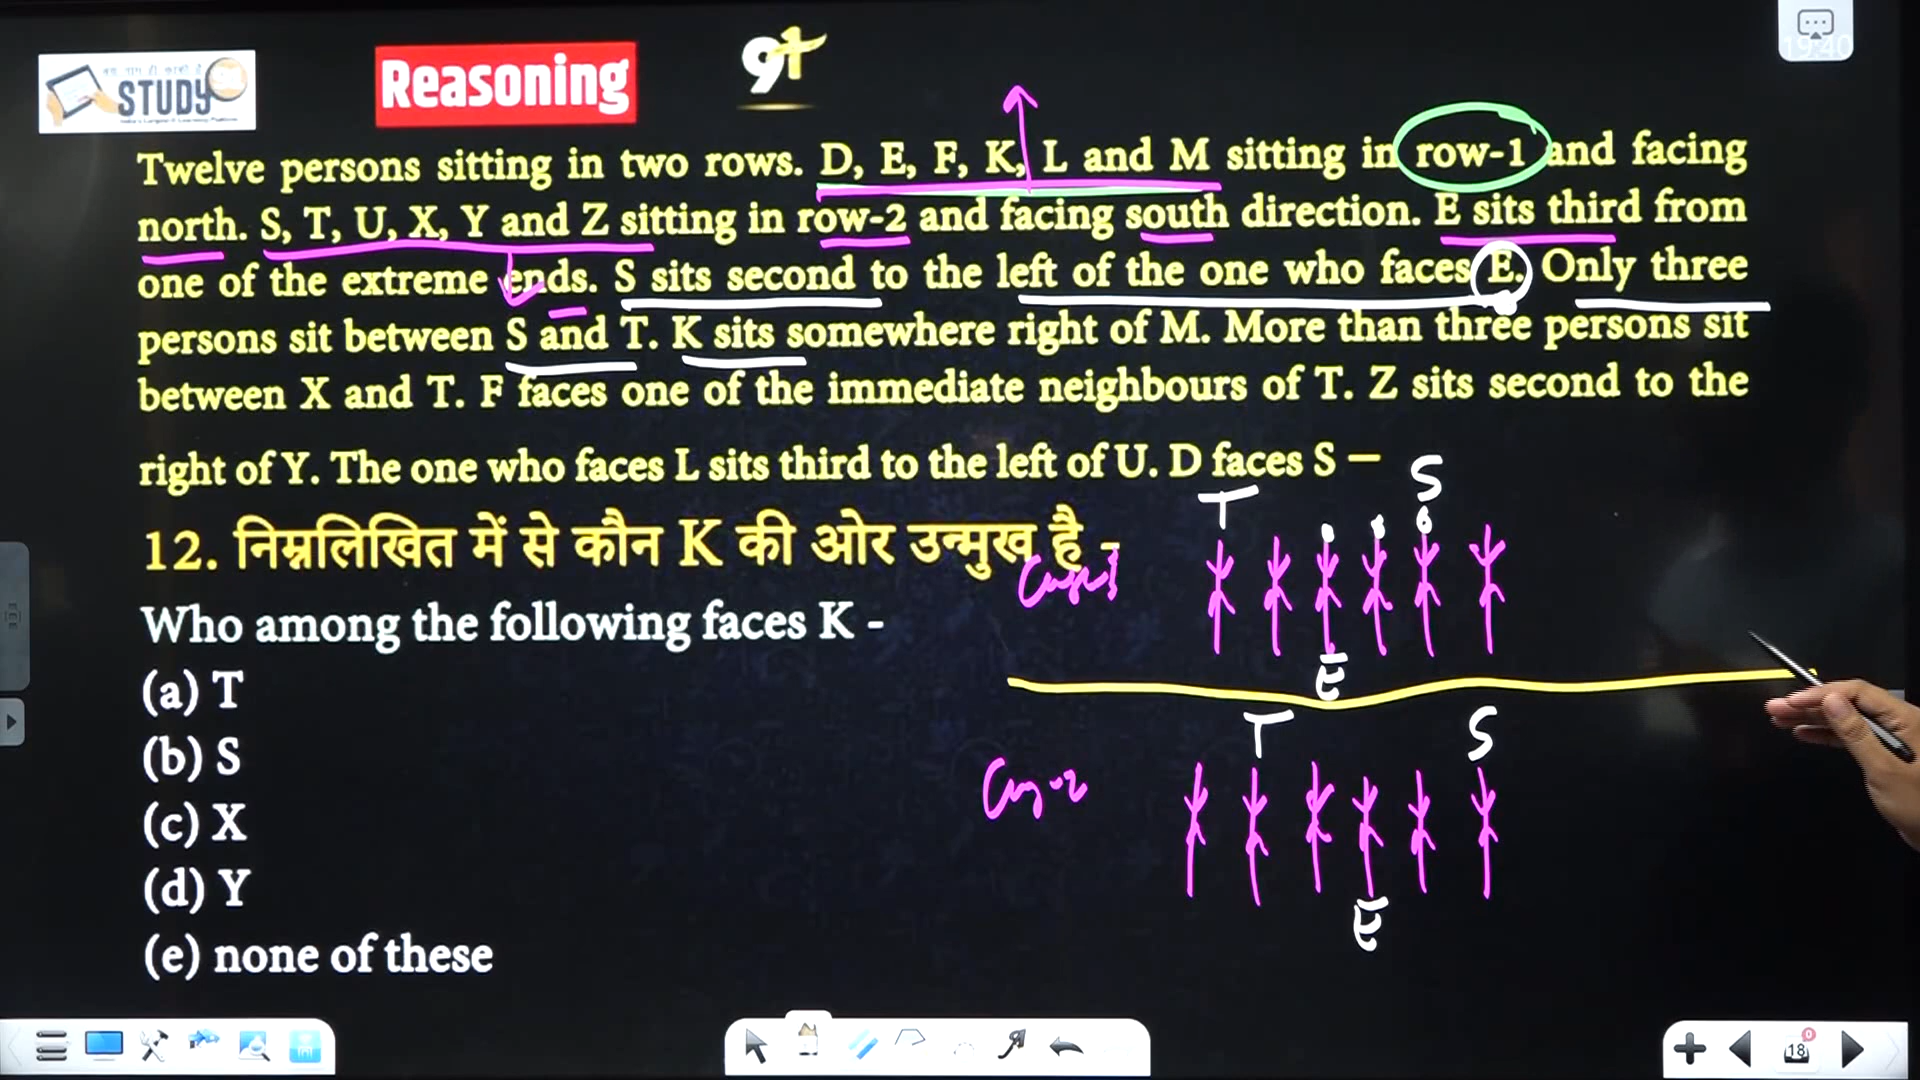 STUDY
Reasoning
91
19:40
Twelve persons sitting in two rows. D, E, F, K, L and M sitting in row-1 and facing
north. S, T, U, X, Y and Z sitting in row-2 and facing south direction. E sits third from
one of the extreme ends. S sits second to the left of the one who faces E. Only three
persons sit between S and T. K sits somewhere right of M. More than three persons sit
between X and T. F faces one of the immediate neighbours of T. Z sits second to the
right of Y. The one who faces L sits third to the left of U. D faces S –
12. निम्नलिखित में से कौन K की ओर उन्मुख है -
Who among the following faces K -
(a) T
(b) S
(c) X
(d) Y
(e) none of these
T S
E
T S
E
18